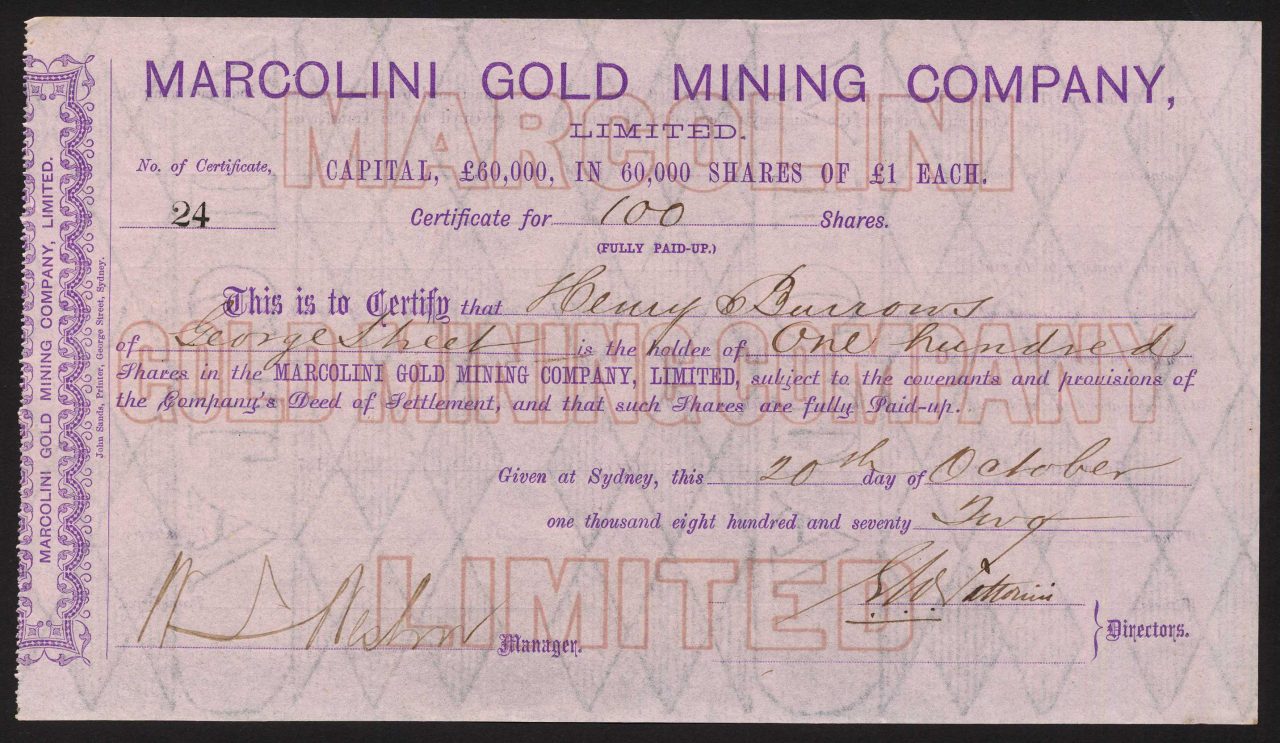 MARCOLINI GOLD MINING COMPANY,
LIMITED.
No. of Certificate,
CAPITAL, £60,000, IN 60,000 SHARES OF £1 EACH.
24
Certificate for 100 Shares.
(FULLY PAID-UP.)
This is to Certify that Henry Burrows
of George Street is the holder of One hundred
Shares in the MARCOLINI GOLD MINING COMPANY, LIMITED, subject to the covenants and provisions of
the Company's Deed of Settlement, and that such Shares are fully Paid-up.
Given at Sydney, this 20th day of October
one thousand eight hundred and seventy Two
Manager.
Directors.
MARCOLINI GOLD MINING COMPANY, LIMITED.
John Sands, Printer, George Street, Sydney.
MARCOLINI
GOLD MINING COMPANY
LIMITED